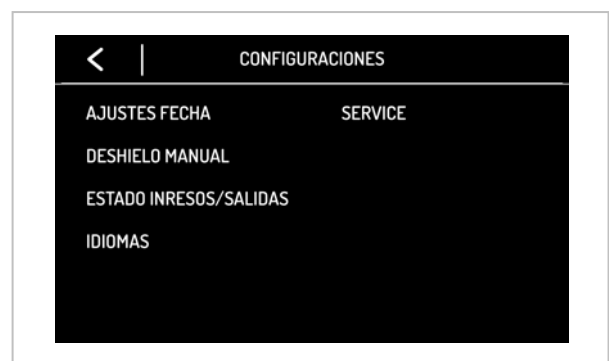 CONFIGURACIONES
AJUSTES FECHA SERVICE
DESHIELO MANUAL
ESTADO INRESOS/SALIDAS
IDIOMAS